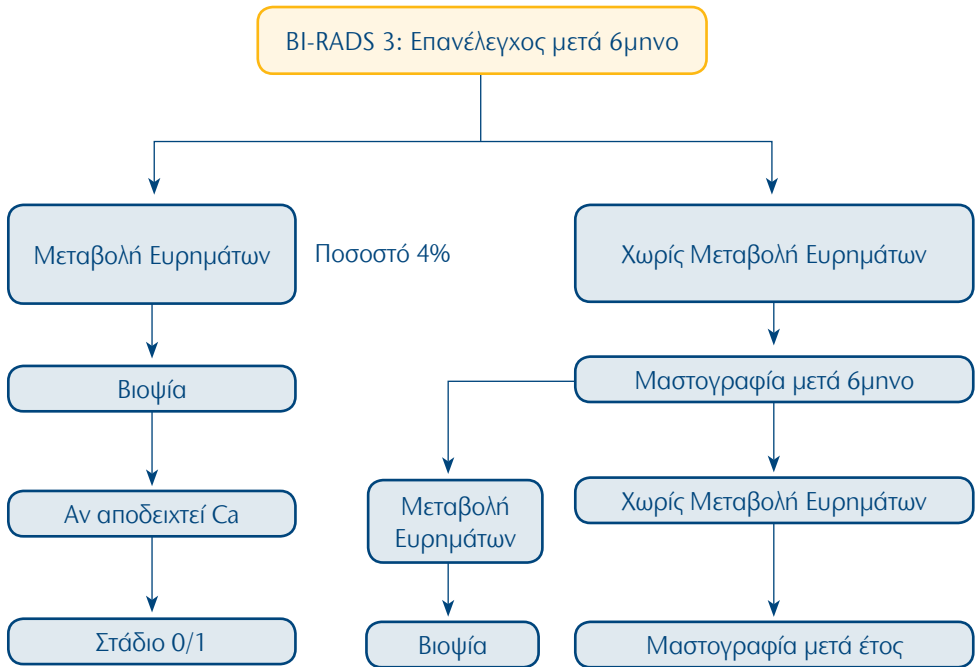 BI-RADS 3: Επανέλεγχος μετά 6μηνο
Μεταβολή Ευρημάτων
Ποσοστό 4%
Χωρίς Μεταβολή Ευρημάτων
Βιοψία
Μαστογραφία μετά 6μηνο
Αν αποδειχτεί Ca
Μεταβολή
Ευρημάτων
Χωρίς Μεταβολή Ευρημάτων
Στάδιο 0/1
Βιοψία
Μαστογραφία μετά έτος